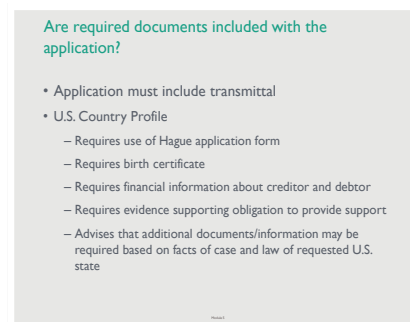 Are required documents included with the
application?
• Application must include transmittal
• U.S. Country Profile
– Requires use of Hague application form
– Requires birth certificate
– Requires financial information about creditor and debtor
– Requires evidence supporting obligation to provide support
– Advises that additional documents/information may be
required based on facts of case and law of requested U.S.
state